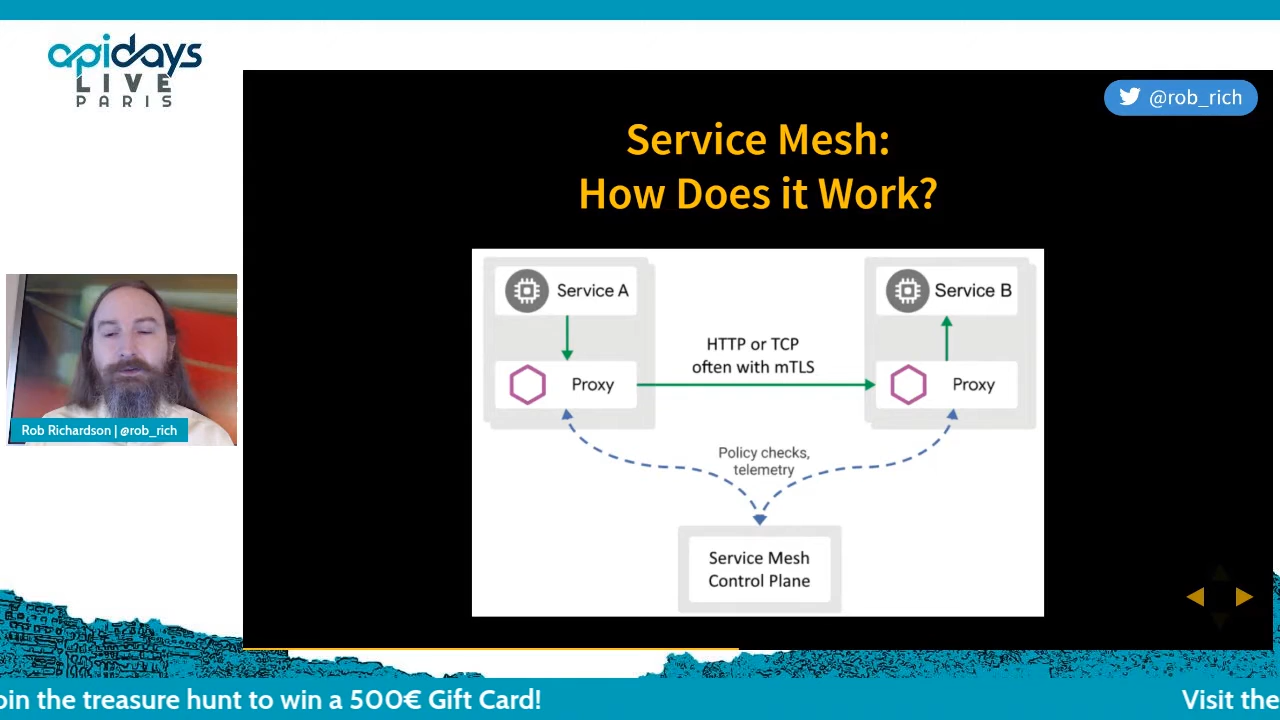 apidays
LIVE
PARIS
@rob_rich
Service Mesh:
How Does it Work?
Service A
Service B
HTTP or TCP
often with mTLS
Proxy
Proxy
Policy checks,
telemetry
Service Mesh
Control Plane
Rob Richardson | @rob_rich
oin the treasure hunt to win a 500€ Gift Card!
Visit the